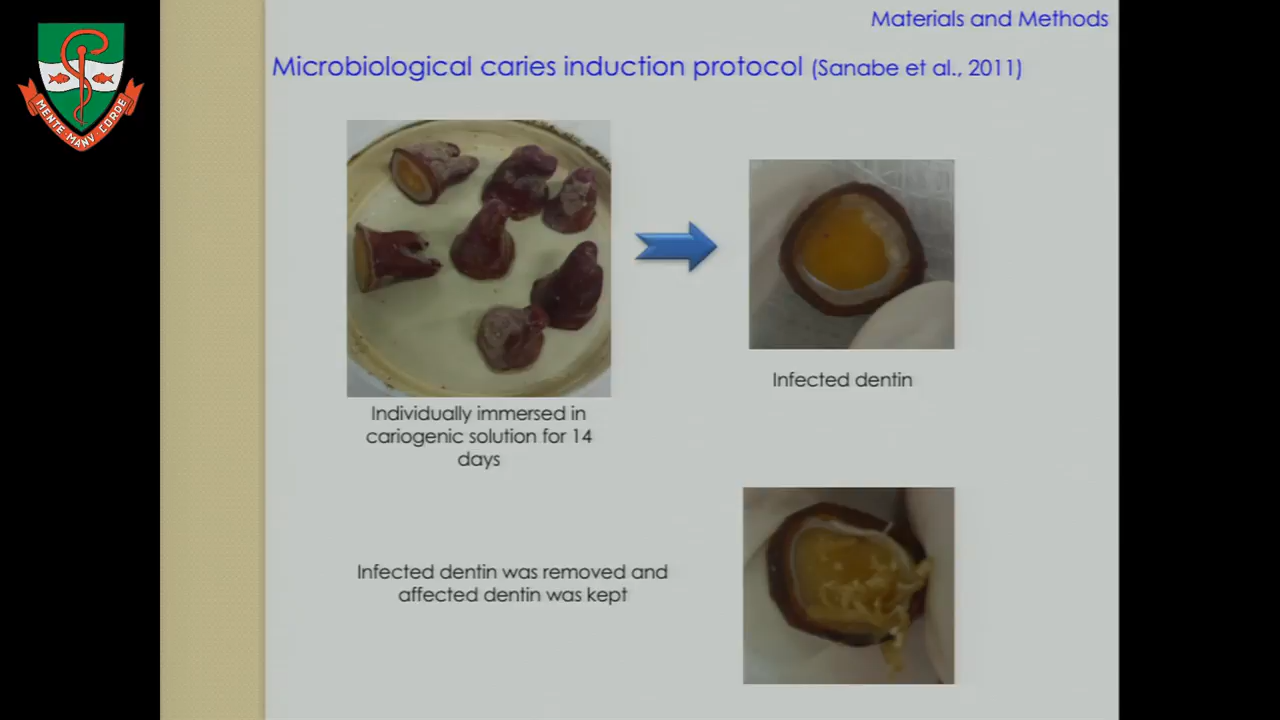 Materials and Methods
Microbiological caries induction protocol (Sanabe et al., 2011)
MENTE MANV CORDE
Individually immersed in
cariogenic solution for 14
days
Infected dentin
Infected dentin was removed and
affected dentin was kept